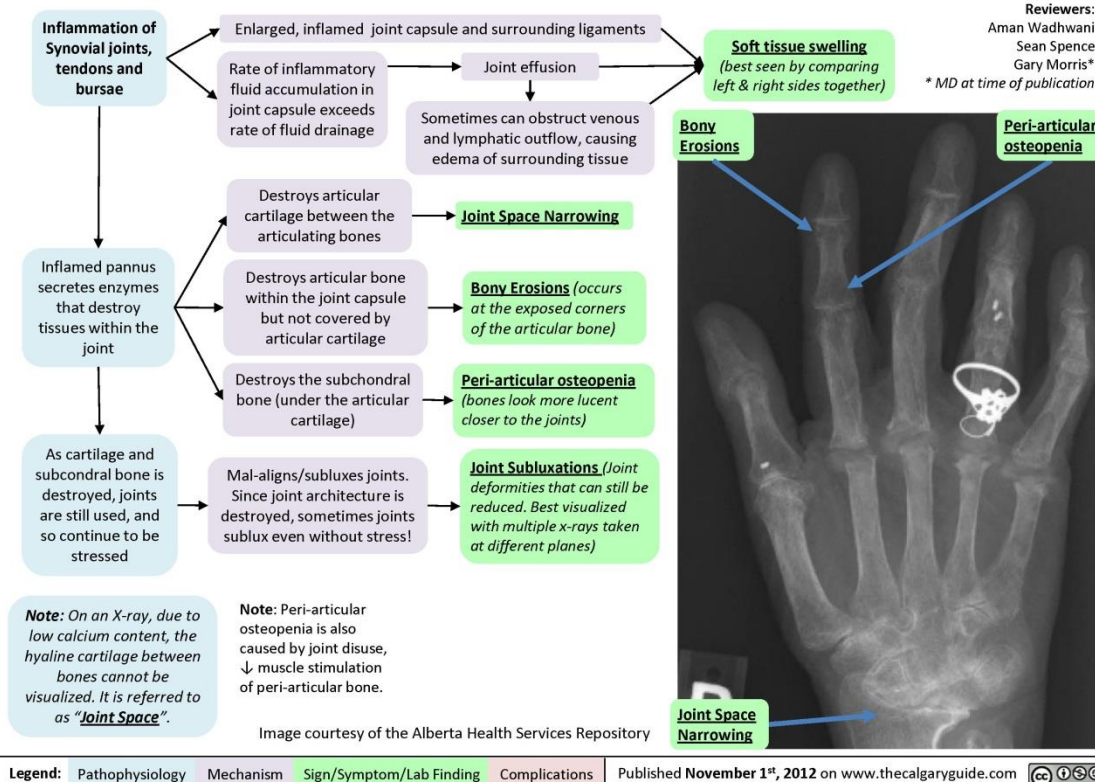 Reviewers:
Aman Wadhwani
Sean Spence
Gary Morris*
* MD at time of publication
Inflammation of
Synovial joints,
tendons and
bursae
Enlarged, inflamed joint capsule and surrounding ligaments
Rate of inflammatory
fluid accumulation in
joint capsule exceeds
rate of fluid drainage
Joint effusion
Sometimes can obstruct venous
and lymphatic outflow, causing
edema of surrounding tissue
Soft tissue swelling
(best seen by comparing
left & right sides together)
Bony
Erosions
Peri-articular
osteopenia
Inflamed pannus
secretes enzymes
that destroy
tissues within the
joint
Destroys articular
cartilage between the
articulating bones
Joint Space Narrowing
Destroys articular bone
within the joint capsule
but not covered by
articular cartilage
Bony Erosions (occurs
at the exposed corners
of the articular bone)
Destroys the subchondral
bone (under the articular
cartilage)
Peri-articular osteopenia
(bones look more lucent
closer to the joints)
As cartilage and
subcondral bone is
destroyed, joints
are still used, and
so continue to be
stressed
Mal-aligns/subluxes joints.
Since joint architecture is
destroyed, sometimes joints
sublux even without stress!
Joint Subluxations (Joint
deformities that can still be
reduced. Best visualized
with multiple x-rays taken
at different planes)
Note: On an X-ray, due to
low calcium content, the
hyaline cartilage between
bones cannot be
visualized. It is referred to
as "Joint Space".
Note: Peri-articular
osteopenia is also
caused by joint disuse,
↓ muscle stimulation
of peri-articular bone.
Image courtesy of the Alberta Health Services Repository
Joint Space
Narrowing
Legend: Pathophysiology Mechanism Sign/Symptom/Lab Finding Complications Published November 1st, 2012 on www.thecalgaryguide.com
cc